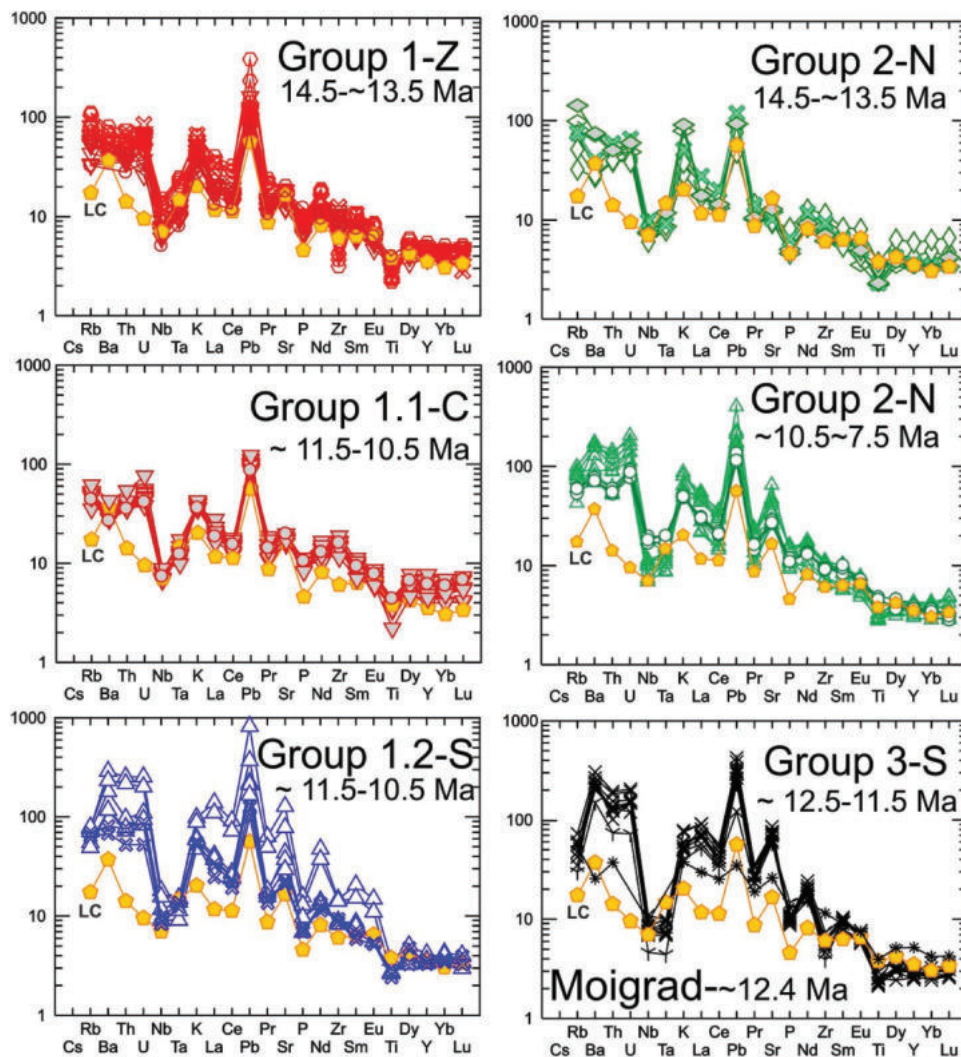 1000
100
10
1
Group 1-Z
14.5-~13.5 Ma
LC
Rb Th Nb K Ce Pr P Zr Eu Dy Yb
Cs Ba U Ta La Pb Sr Nd Sm Ti Y Lu
1000
100
10
1
Group 2-N
14.5-~13.5 Ma
LC
Rb Th Nb K Ce Pr P Zr Eu Dy Yb
Cs Ba U Ta La Pb Sr Nd Sm Ti Y Lu
1000
100
10
1
Group 1.1-C
~ 11.5-10.5 Ma
LC
Rb Th Nb K Ce Pr P Zr Eu Dy Yb
Cs Ba U Ta La Pb Sr Nd Sm Ti Y Lu
1000
100
10
1
Group 2-N
~10.5~7.5 Ma
LC
Rb Th Nb K Ce Pr P Zr Eu Dy Yb
Cs Ba U Ta La Pb Sr Nd Sm Ti Y Lu
1000
100
10
1
Group 1.2-S
~ 11.5-10.5 Ma
LC
Rb Th Nb K Ce Pr P Zr Eu Dy Yb
Cs Ba U Ta La Pb Sr Nd Sm Ti Y Lu
1000
100
10
1
Group 3-S
~ 12.5-11.5 Ma
LC
Moigrad-~12.4 Ma
Rb Th Nb K Ce Pr P Zr Eu Dy Yb
Cs Ba U Ta La Pb Sr Nd Sm Ti Y Lu